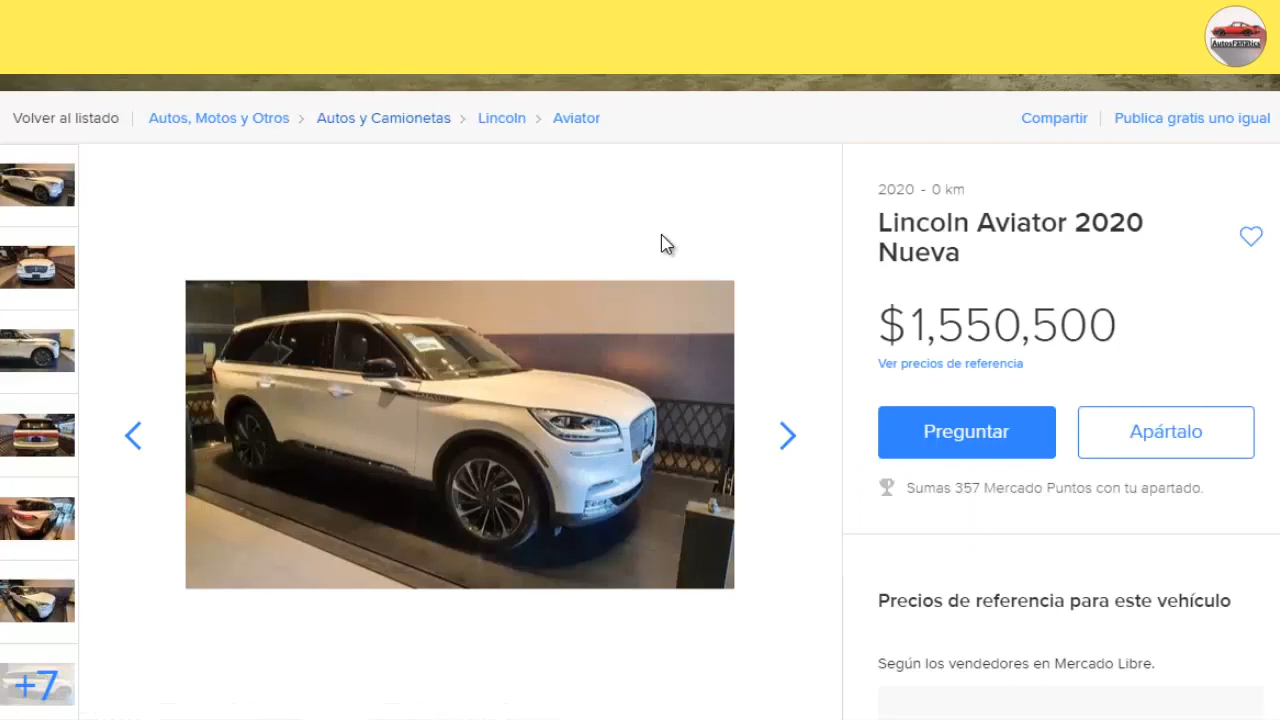 AutosFanatics
Volver al listado
Autos, Motos y Otros
Autos y Camionetas
Lincoln
Aviator
Compartir
Publica gratis uno igual
2020 - 0 km
Lincoln Aviator 2020
Nueva
$1,550,500
Ver precios de referencia
Preguntar
Apártalo
Sumas 357 Mercado Puntos con tu apartado.
Precios de referencia para este vehículo
Según los vendedores en Mercado Libre.
+7